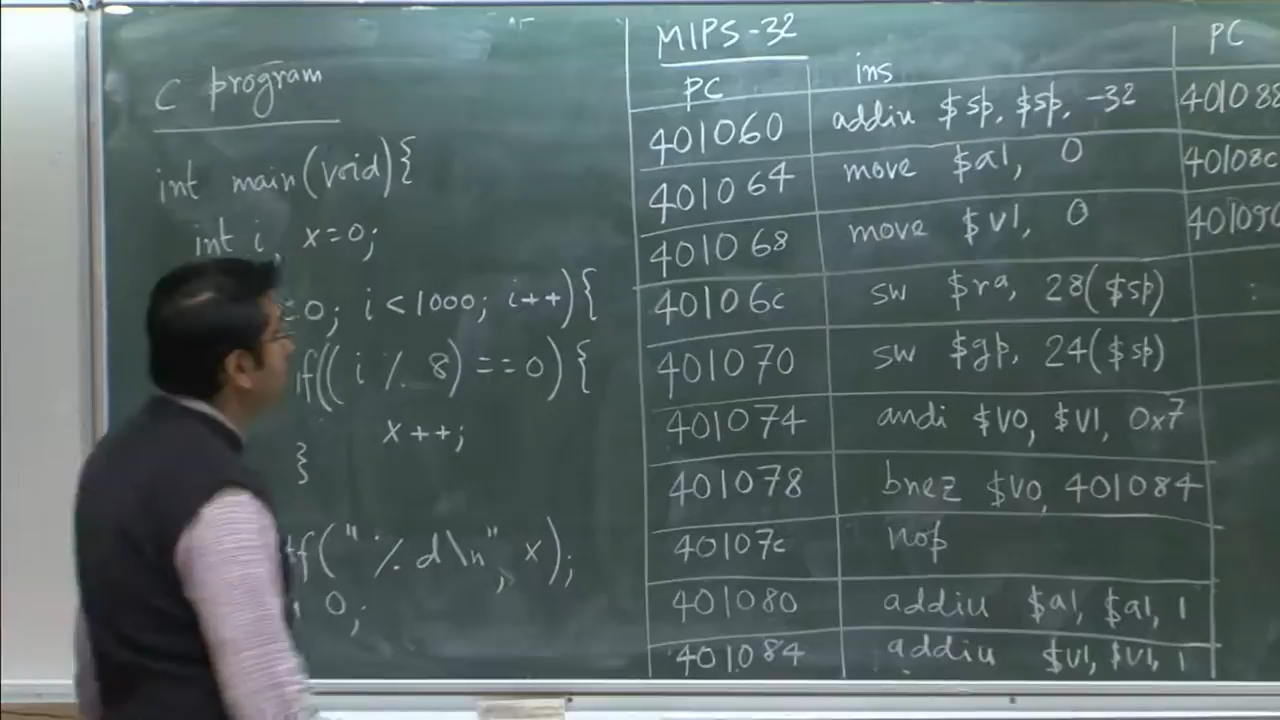 C program
int main(void){
int i, x=0;
=0; i<1000; i++){
if((i % 8)==0){
x++;
}
tf("%d\n", x);
0;
MIPS-32
PC ins PC
401060 addiu $sp, $sp, -32 401088
401064 move $a1, 0 40108c
401068 move $v1, 0
40106c sw $ra, 28($sp) :
401070 sw $gp, 24($sp)
401074 andi $v0, $v1, 0x7
401078 bnez $v0, 401084
40107c nop
401080 addiu $a1, $a1, 1
401084 addiu $v1, $v1, 1